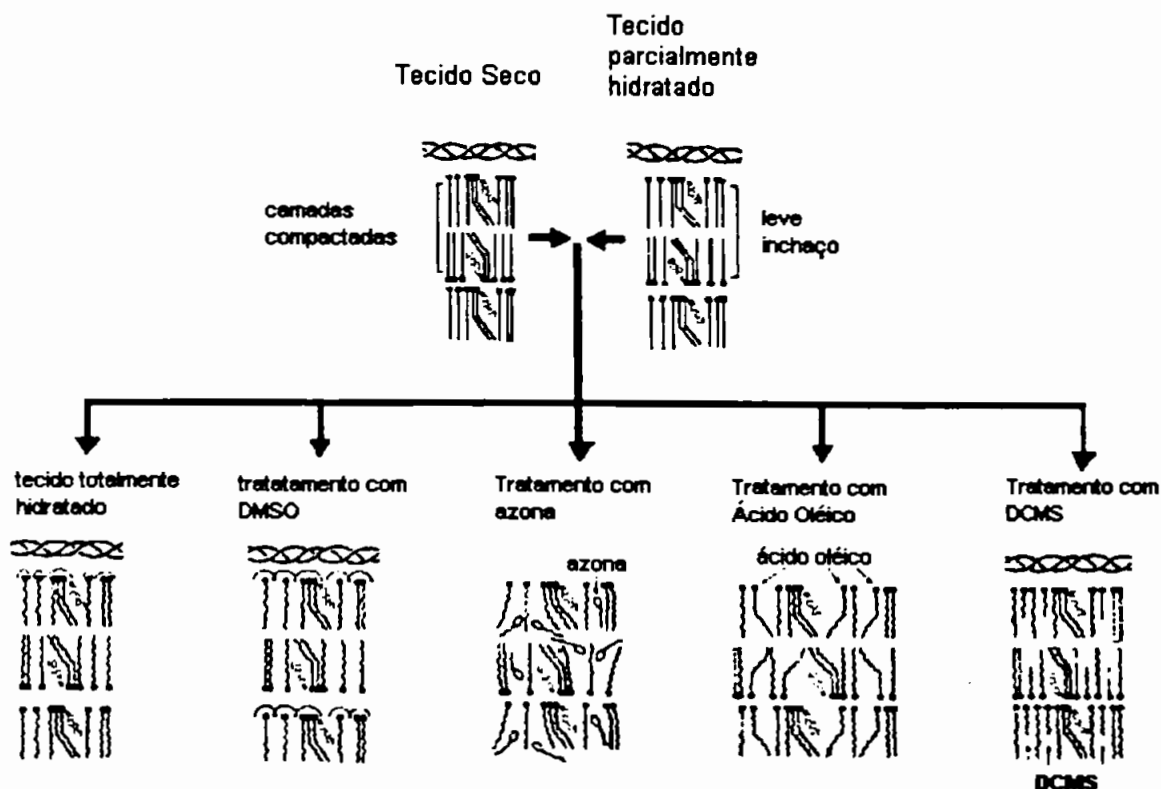 Tecido Seco
Tecido
parcialmente
hidratado
camadas
compactadas
leve
inchaço
tecido totalmente
hidratado
tratatamento com
DMSO
Tratamento com
azona
azona
Tratamento com
Ácido Oléico
ácido oléico
Tratamento com
DCMS
DCMS